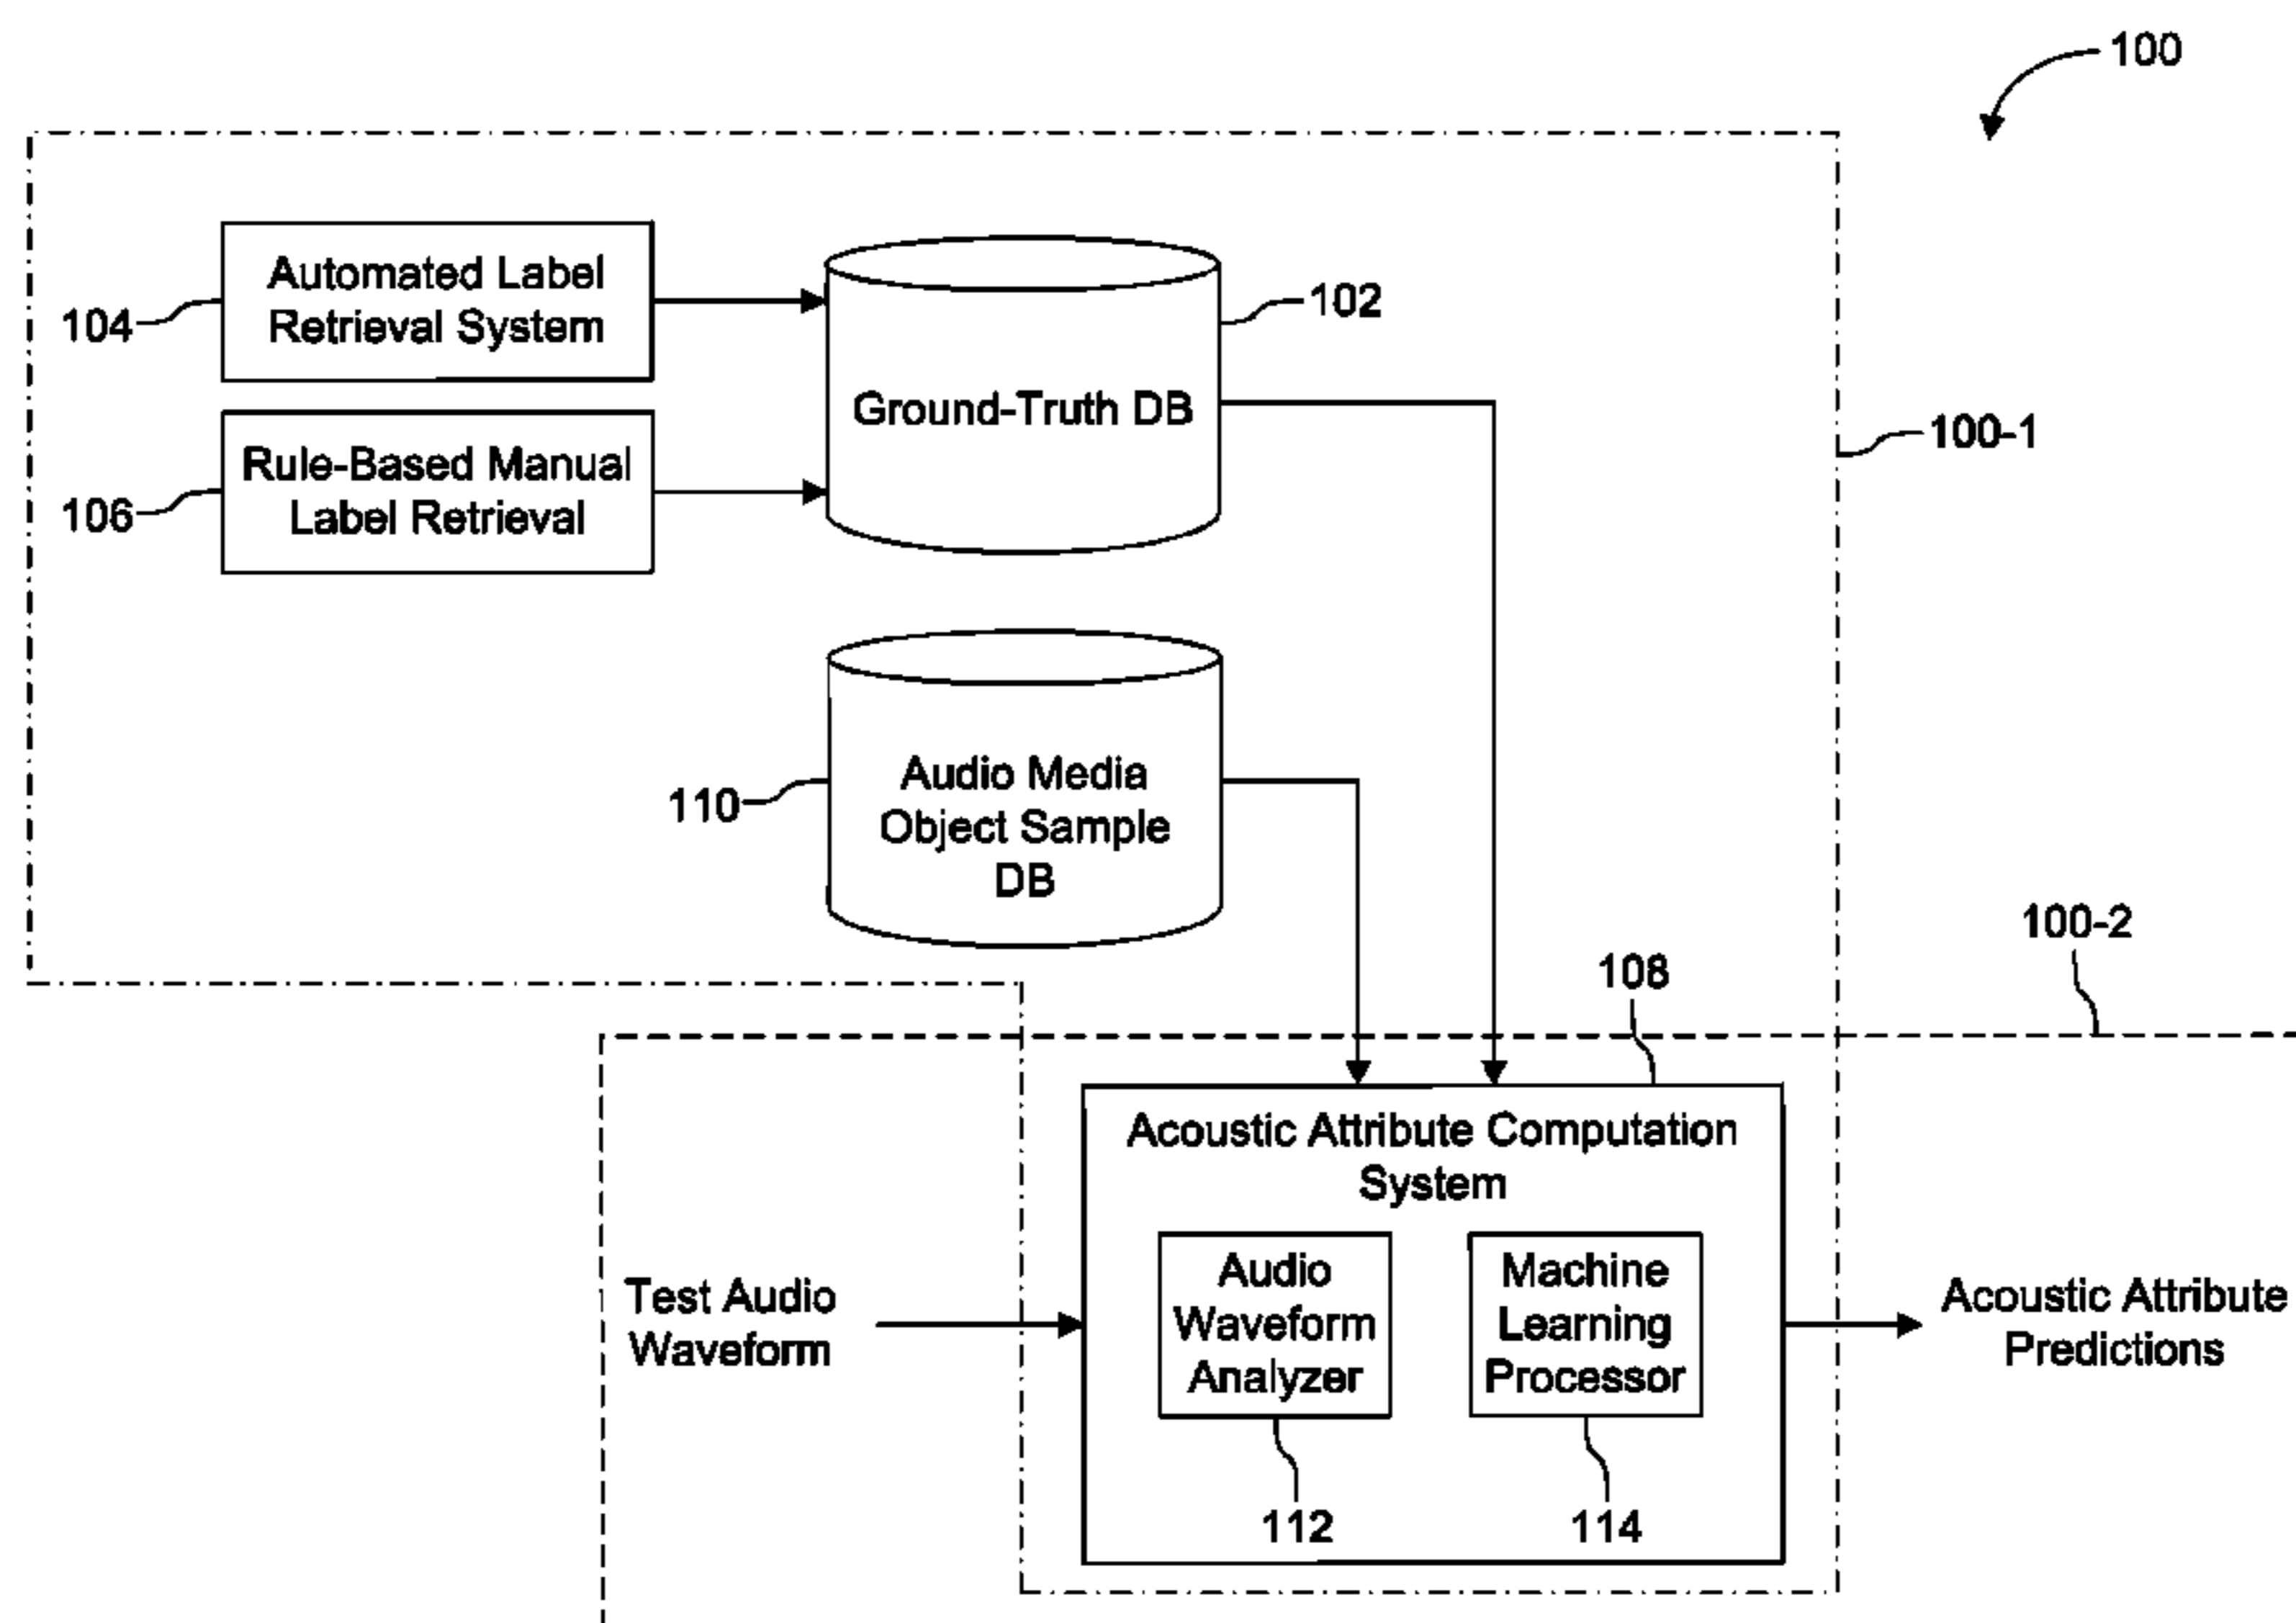 100
Automated Label
Retrieval System
104
102
Ground-Truth DB
100-1
Rule-Based Manual
Label Retrieval
106
Audio Media
Object Sample
DB
110
100-2
108
Acoustic Attribute Computation
System
Test Audio
Waveform
Audio
Waveform
Analyzer
Machine
Learning
Processor
Acoustic Attribute
Predictions
112
114